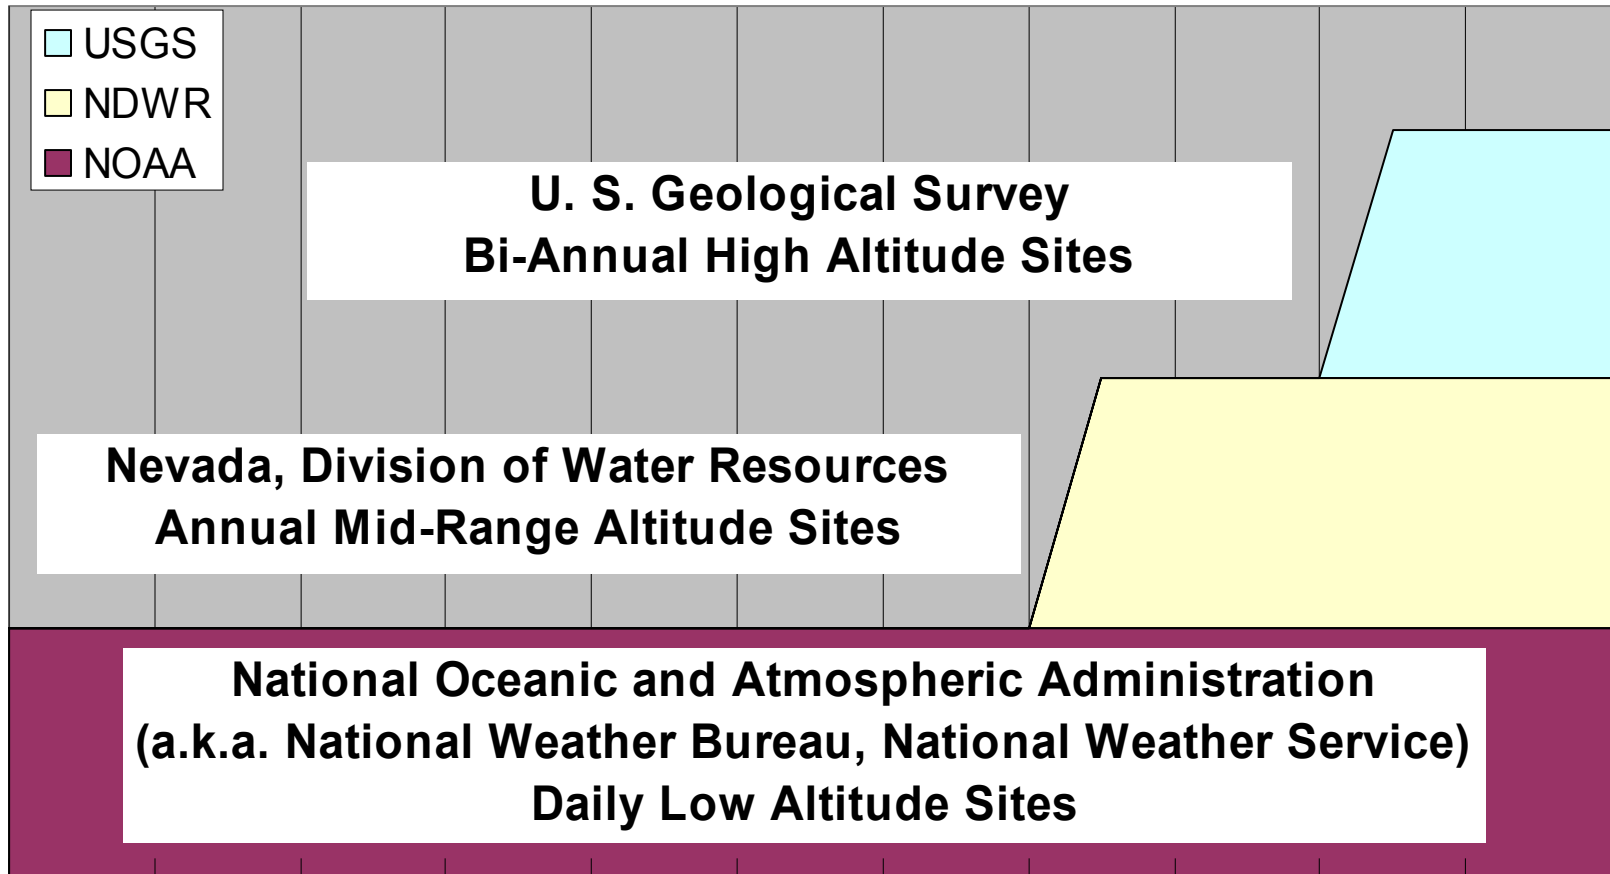 USGS
NDWR
NOAA
U. S. Geological Survey
Bi-Annual High Altitude Sites
Nevada, Division of Water Resources
Annual Mid-Range Altitude Sites
National Oceanic and Atmospheric Administration
(a.k.a. National Weather Bureau, National Weather Service)
Daily Low Altitude Sites